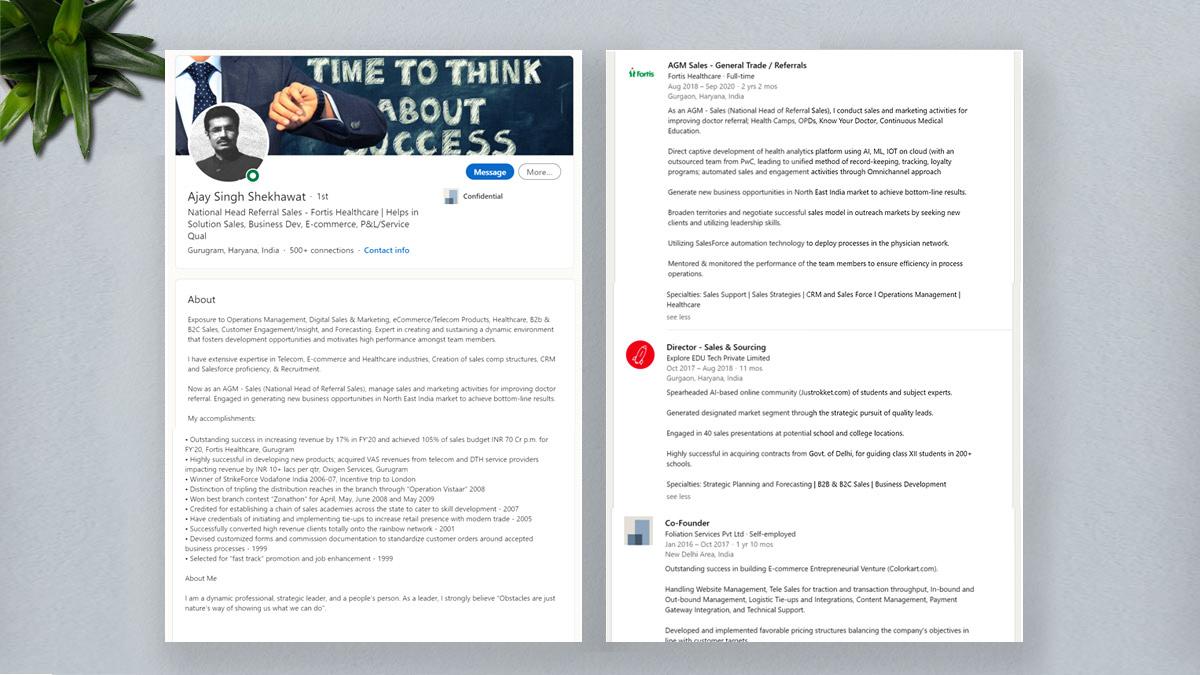 TIME TO THINK
ABOUT
SUCCESS
Message
More...
Ajay Singh Shekhawat · 1st
Confidential
National Head Referral Sales - Fortis Healthcare | Helps in
Solution Sales, Business Dev, E-commerce, P&L/Service
Qual
Gurugram, Haryana, India · 500+ connections · Contact info
About
Exposure to Operations Management, Digital Sales & Marketing, eCommerce/Telecom Products, Healthcare, B2b &
B2C Sales, Customer Engagement/Insight, and Forecasting. Expert in creating and sustaining a dynamic environment
that fosters development opportunities and motivates high performance amongst team members.
I have extensive expertise in Telecom, E-commerce and Healthcare industries, Creation of sales comp structures, CRM
and Salesforce proficiency, & Recruitment.
Now as an AGM - Sales (National Head of Referral Sales), manage sales and marketing activities for improving doctor
referral. Engaged in generating new business opportunities in North East India market to achieve bottom-line results.
My accomplishments:
• Outstanding success in increasing revenue by 17% in FY'20 and achieved 105% of sales budget INR 70 Cr p.m. for
FY'20, Fortis Healthcare, Gurugram
• Highly successful in developing new products; acquired VAS revenues from telecom and DTH service providers
impacting revenue by INR 10+ lacs per qtr, Oxigen Services, Gurugram
• Winner of StrikeForce Vodafone India 2006-07, Incentive trip to London
• Distinction of tripling the distribution reaches in the branch through "Operation Vistaar" 2008
• Won best branch contest "Zonathon" for April, May, June 2008 and May 2009
• Credited for establishing a chain of sales academies across the state to cater to skill development - 2007
• Have credentials of initiating and implementing tie-ups to increase retail presence with modern trade - 2005
• Successfully converted high revenue clients totally onto the rainbow network - 2001
• Devised customized forms and commission documentation to standardize customer orders around accepted
business processes - 1999
• Selected for "fast track" promotion and job enhancement - 1999
About Me
I am a dynamic professional, strategic leader, and a people's person. As a leader, I strongly believe "Obstacles are just
nature's way of showing us what we can do".
Fortis
AGM Sales - General Trade / Referrals
Fortis Healthcare · Full-time
Aug 2018 – Sep 2020 · 2 yrs 2 mos
Gurgaon, Haryana, India
As an AGM - Sales (National Head of Referral Sales), I conduct sales and marketing activities for
improving doctor referral; Health Camps, OPDs, Know Your Doctor, Continuous Medical
Education.
Direct captive development of health analytics platform using AI, ML, IOT on cloud (with an
outsourced team from PwC, leading to unified method of record-keeping, tracking, loyalty
programs; automated sales and engagement activities through Omnichannel approach
Generate new business opportunities in North East India market to achieve bottom-line results.
Broaden territories and negotiate successful sales model in outreach markets by seeking new
clients and utilizing leadership skills.
Utilizing SalesForce automation technology to deploy processes in the physician network.
Mentored & monitored the performance of the team members to ensure efficiency in process
operations.
Specialties: Sales Support | Sales Strategies | CRM and Sales Force l Operations Management |
Healthcare
see less
Director - Sales & Sourcing
Explore EDU Tech Private Limited
Oct 2017 – Aug 2018 · 11 mos
Gurgaon, Haryana, India
Spearheaded AI-based online community (Justrokket.com) of students and subject experts.
Generated designated market segment through the strategic pursuit of quality leads.
Engaged in 40 sales presentations at potential school and college locations.
Highly successful in acquiring contracts from Govt. of Delhi, for guiding class XII students in 200+
schools.
Specialties: Strategic Planning and Forecasting | B2B & B2C Sales | Business Development
see less
Co-Founder
Foliation Services Pvt Ltd · Self-employed
Jan 2016 – Oct 2017 · 1 yr 10 mos
New Delhi Area, India
Outstanding success in building E-commerce Entrepreneurial Venture (Colorkart.com).
Handling Website Management, Tele Sales for traction and transaction throughput, In-bound and
Out-bound Management, Logistic Tie-ups and Integrations, Content Management, Payment
Gateway Integration, and Technical Support.
Developed and implemented favorable pricing structures balancing the company's objectives in
line with customer targets.